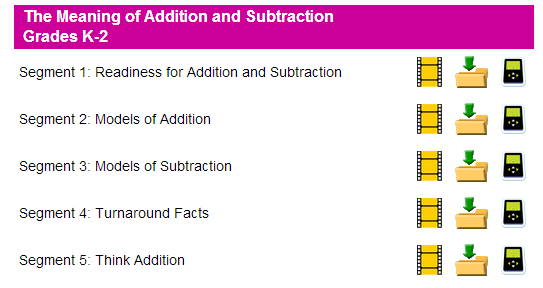 The Meaning of Addition and Subtraction
Grades K-2
Segment 1: Readiness for Addition and Subtraction
Segment 2: Models of Addition
Segment 3: Models of Subtraction
Segment 4: Turnaround Facts
Segment 5: Think Addition